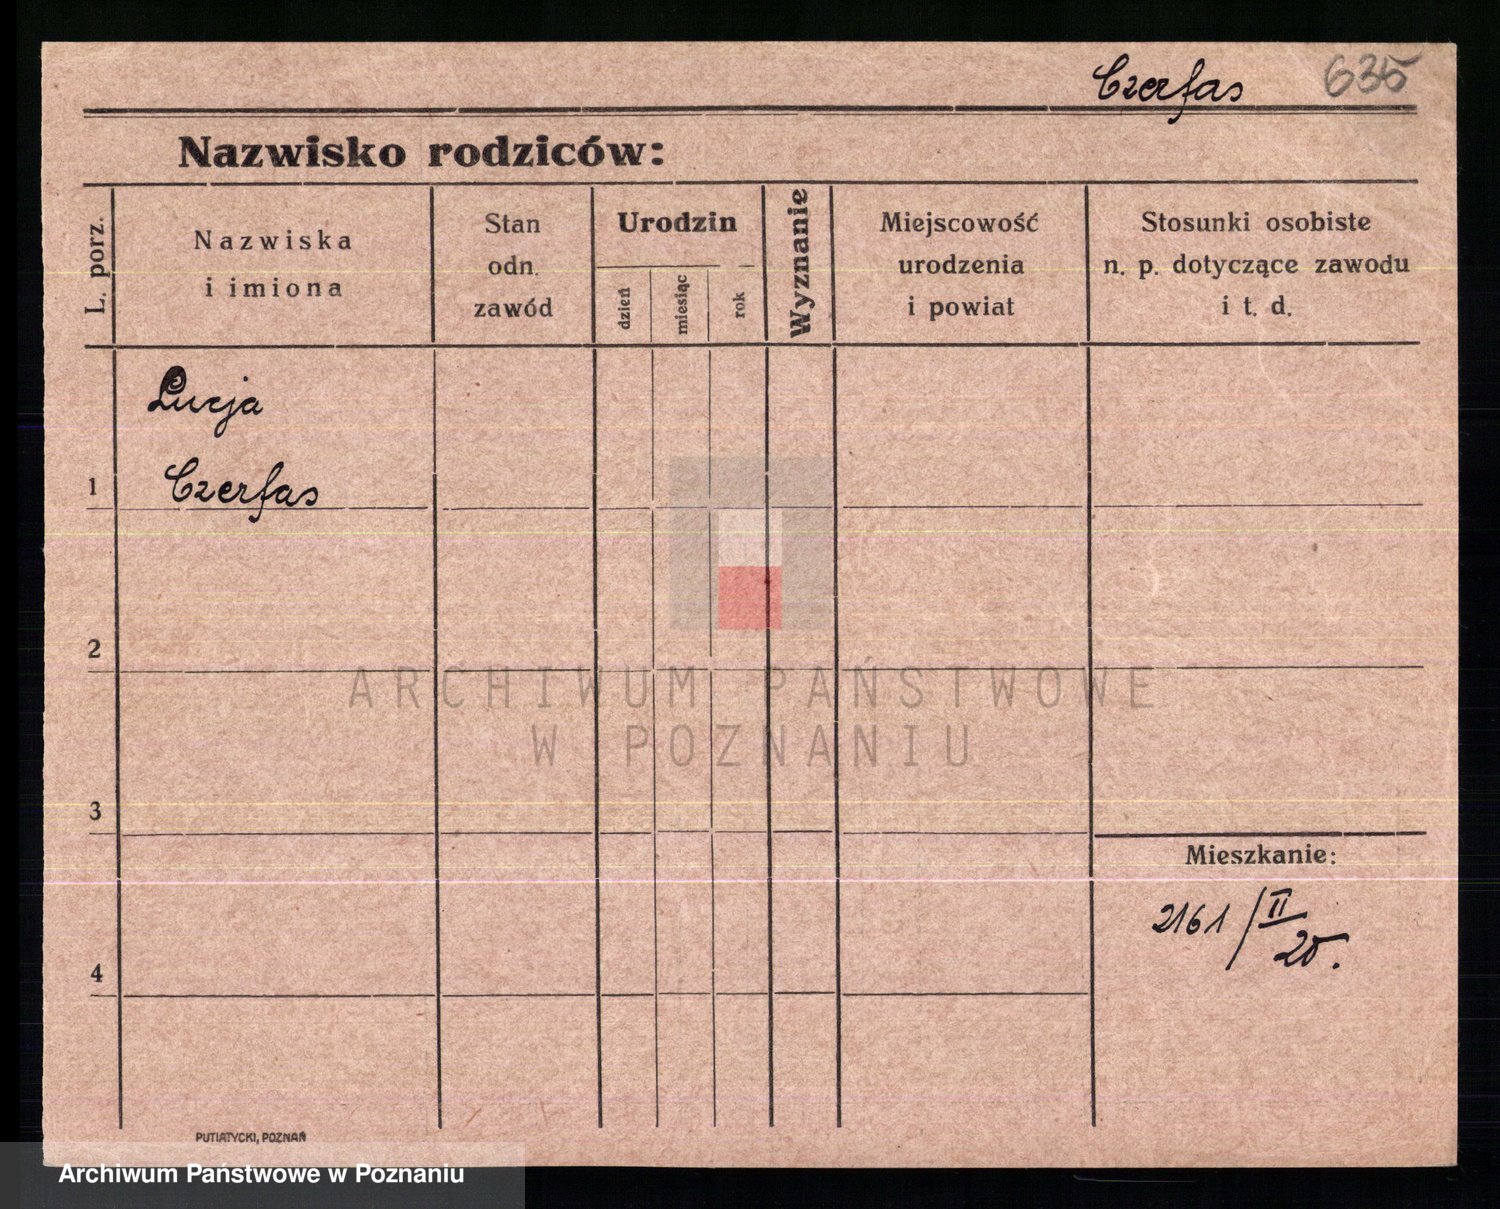 Czerfas 635
Nazwisko rodziców:
L. porz.
Nazwiska
i imiona
Stan
odn.
zawód
Urodzin
dzień
miesiąc
rok
Wyznanie
Miejscowość
urodzenia
i powiat
Stosunki osobiste
n. p. dotyczące zawodu
i t. d.
Lucja
1 Czerfas
2
3
4
Mieszkanie:
2161/II
20.
ARCHIWUM PAŃSTWOWE
W POZNANIU
PUTIATYCKI, POZNAŃ
Archiwum Państwowe w Poznaniu